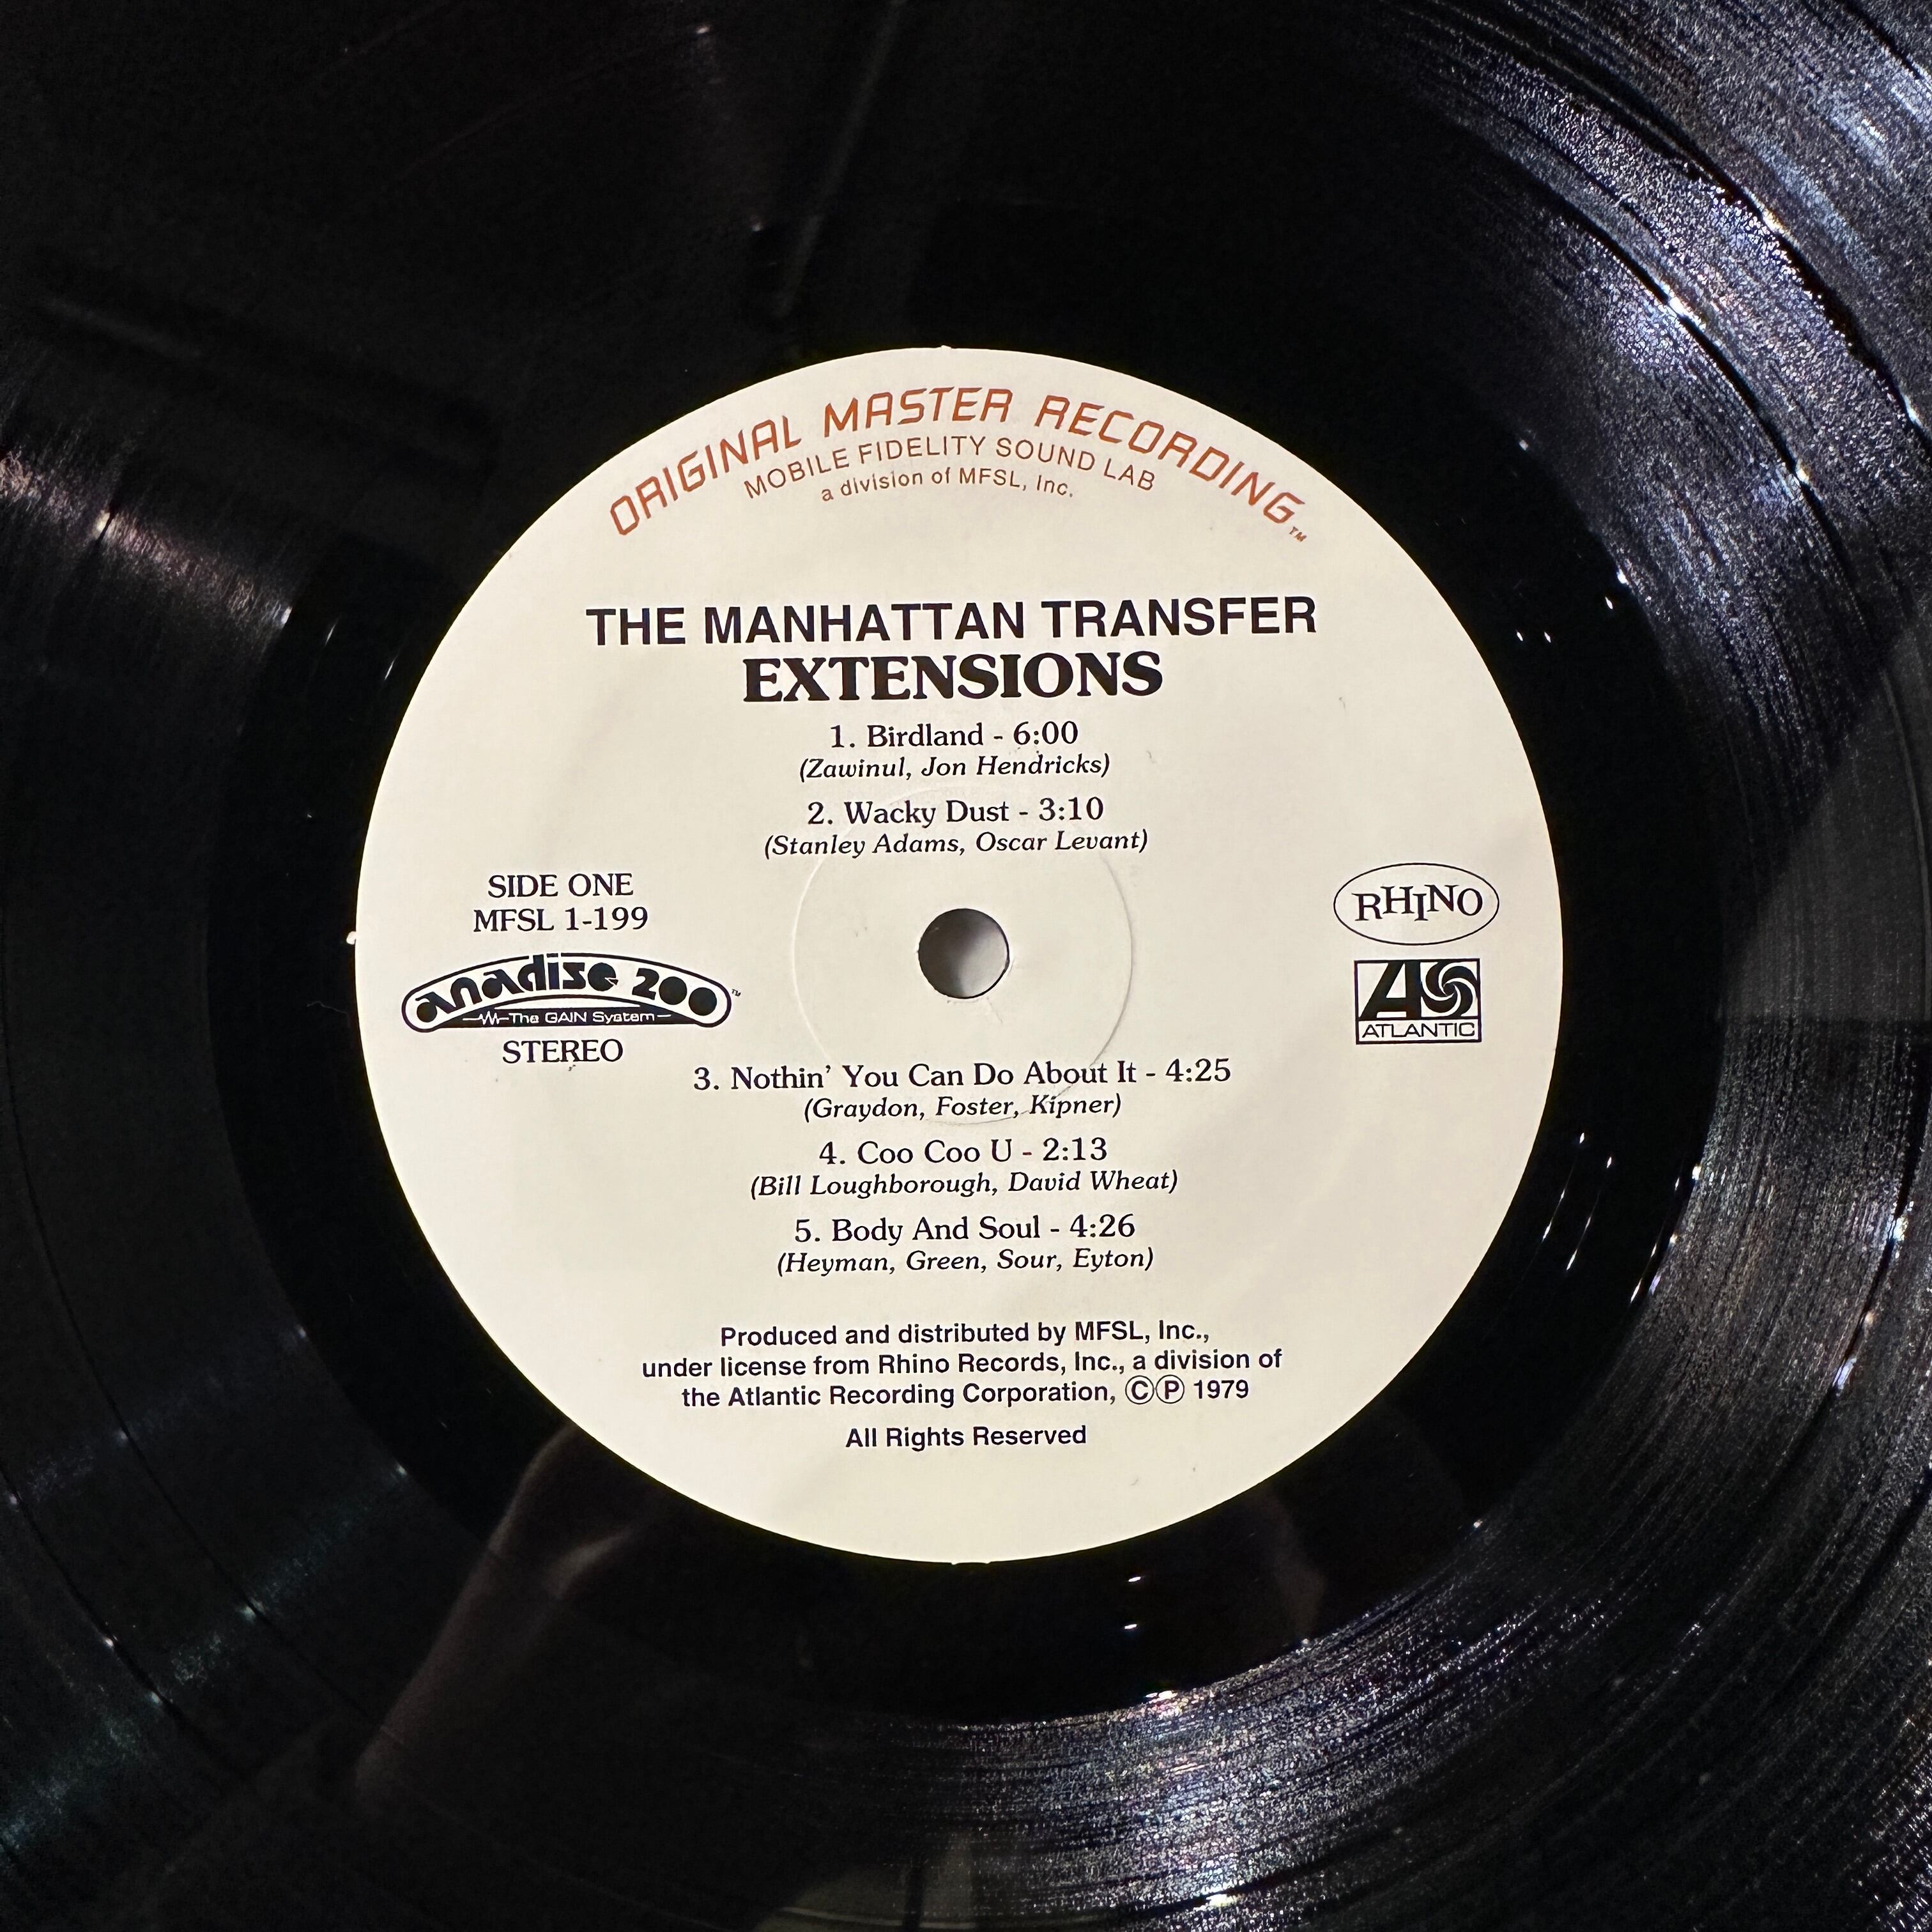 ORIGINAL MASTER RECORDING™
MOBILE FIDELITY SOUND LAB
a division of MFSL, Inc.
THE MANHATTAN TRANSFER
EXTENSIONS
1. Birdland - 6:00
(Zawinul, Jon Hendricks)
2. Wacky Dust - 3:10
(Stanley Adams, Oscar Levant)
SIDE ONE
MFSL 1-199
anadisc 200™
The GAIN System
STEREO
RHINO
ATLANTIC
3. Nothin' You Can Do About It - 4:25
(Graydon, Foster, Kipner)
4. Coo Coo U - 2:13
(Bill Loughborough, David Wheat)
5. Body And Soul - 4:26
(Heyman, Green, Sour, Eyton)
Produced and distributed by MFSL, Inc.,
under license from Rhino Records, Inc., a division of
the Atlantic Recording Corporation, ©℗ 1979
All Rights Reserved